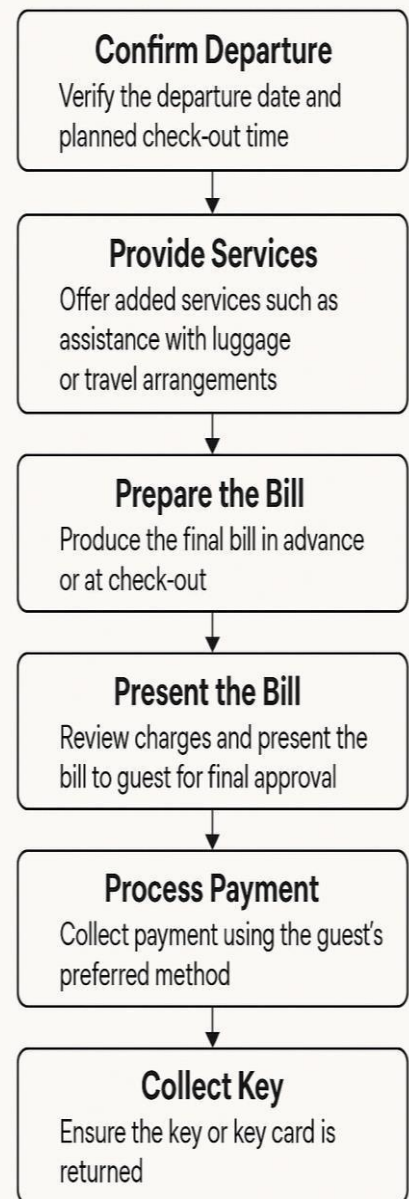 Confirm Departure
Verify the departure date and
planned check-out time
Provide Services
Offer added services such as
assistance with luggage
or travel arrangements
Prepare the Bill
Produce the final bill in advance
or at check-out
Present the Bill
Review charges and present the
bill to guest for final approval
Process Payment
Collect payment using the guest's
preferred method
Collect Key
Ensure the key or key card is
returned